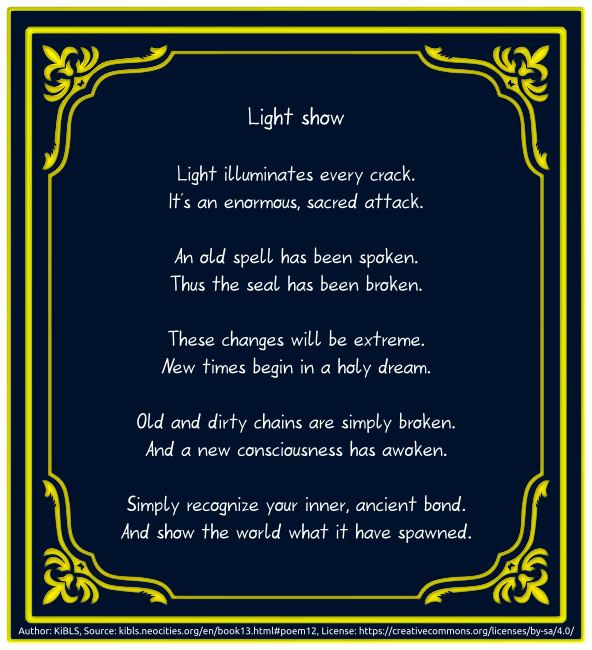 Light show
Light illuminates every crack.
It's an enormous, sacred attack.
An old spell has been spoken.
Thus the seal has been broken.
These changes will be extreme.
New times begin in a holy dream.
Old and dirty chains are simply broken.
And a new consciousness has awoken.
Simply recognize your inner, ancient bond.
And show the world what it have spawned.
Author: KiBLS, Source: kibls.neocities.org/en/book13.html#poem12, License: https://creativecommons.org/licenses/by-sa/4.0/